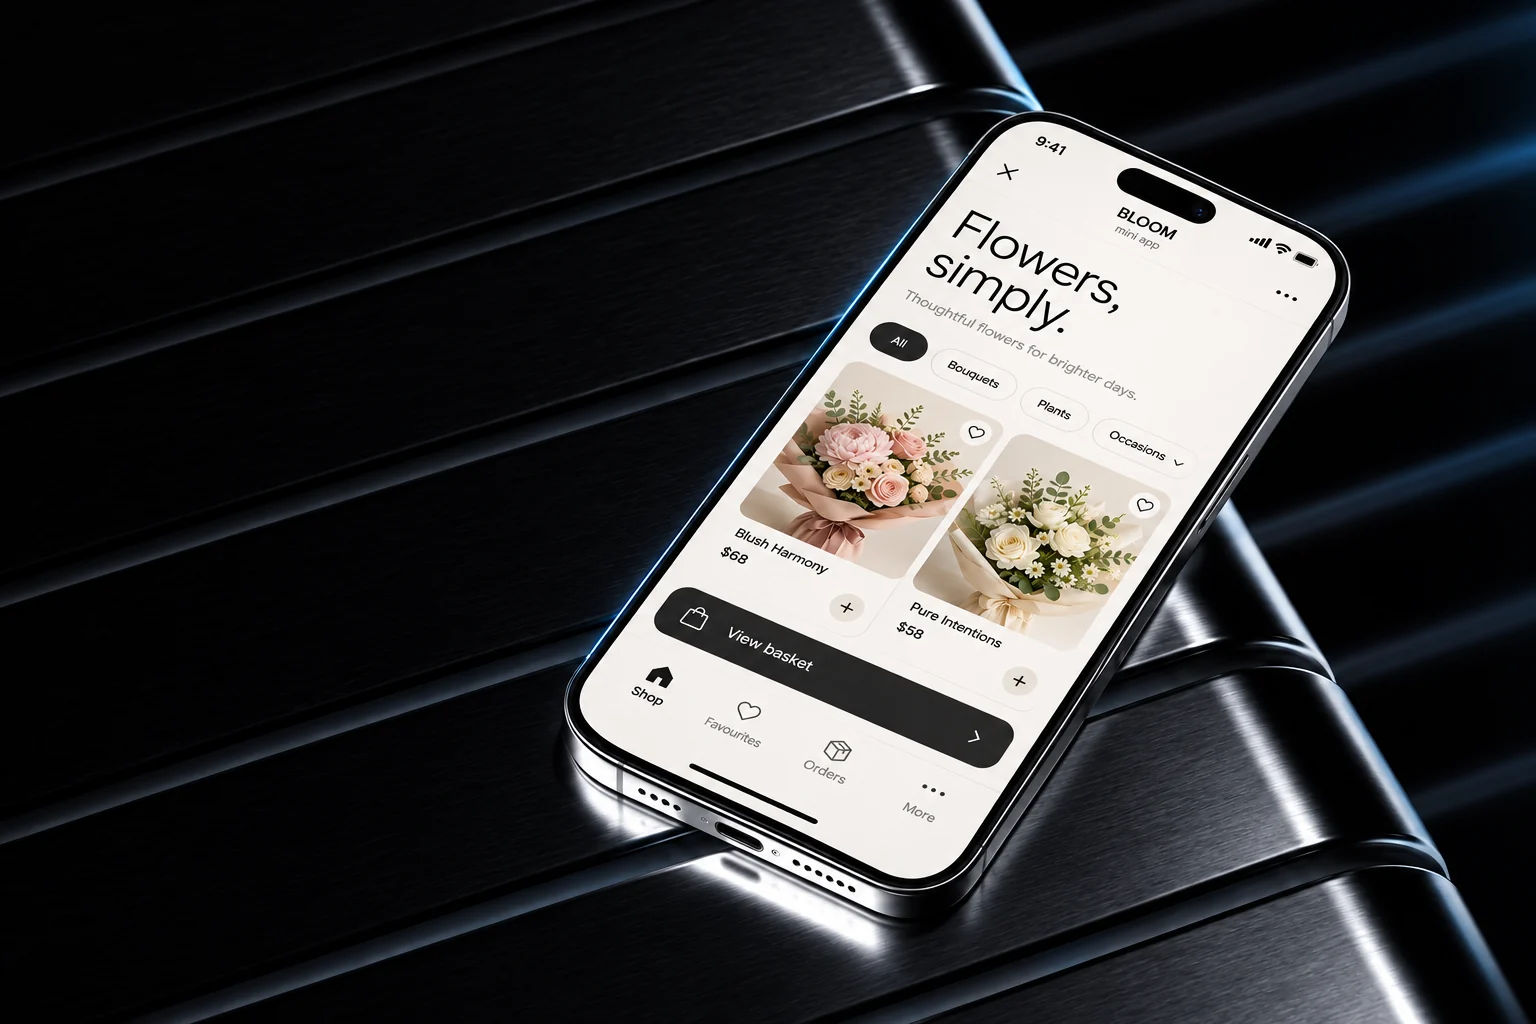 9:41
BLOOM
mini app
Flowers,
simply.
Thoughtful flowers for brighter days.
All
Bouquets
Plants
Occasions
Blush Harmony
$68
Pure Intentions
$58
View basket
Shop
Favourites
Orders
More